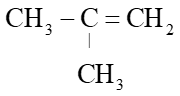 CH₃ – C = CH₂
|
CH₃